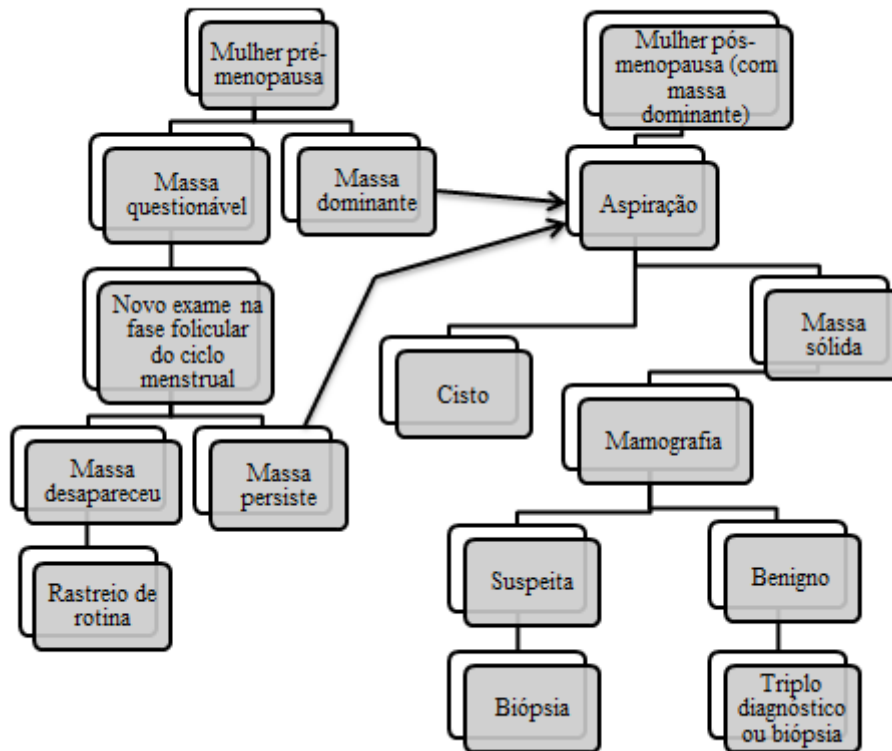 Mulher pré-
menopausa
Massa
questionável
Massa
dominante
Novo exame na
fase folicular
do ciclo
menstrual
Massa
desapareceu
Massa
persiste
Rastreio de
rotina
Mulher pós-
menopausa (com
massa
dominante)
Aspiração
Cisto
Massa
sólida
Mamografia
Suspeita
Benigno
Biópsia
Triplo
diagnóstico
ou biópsia